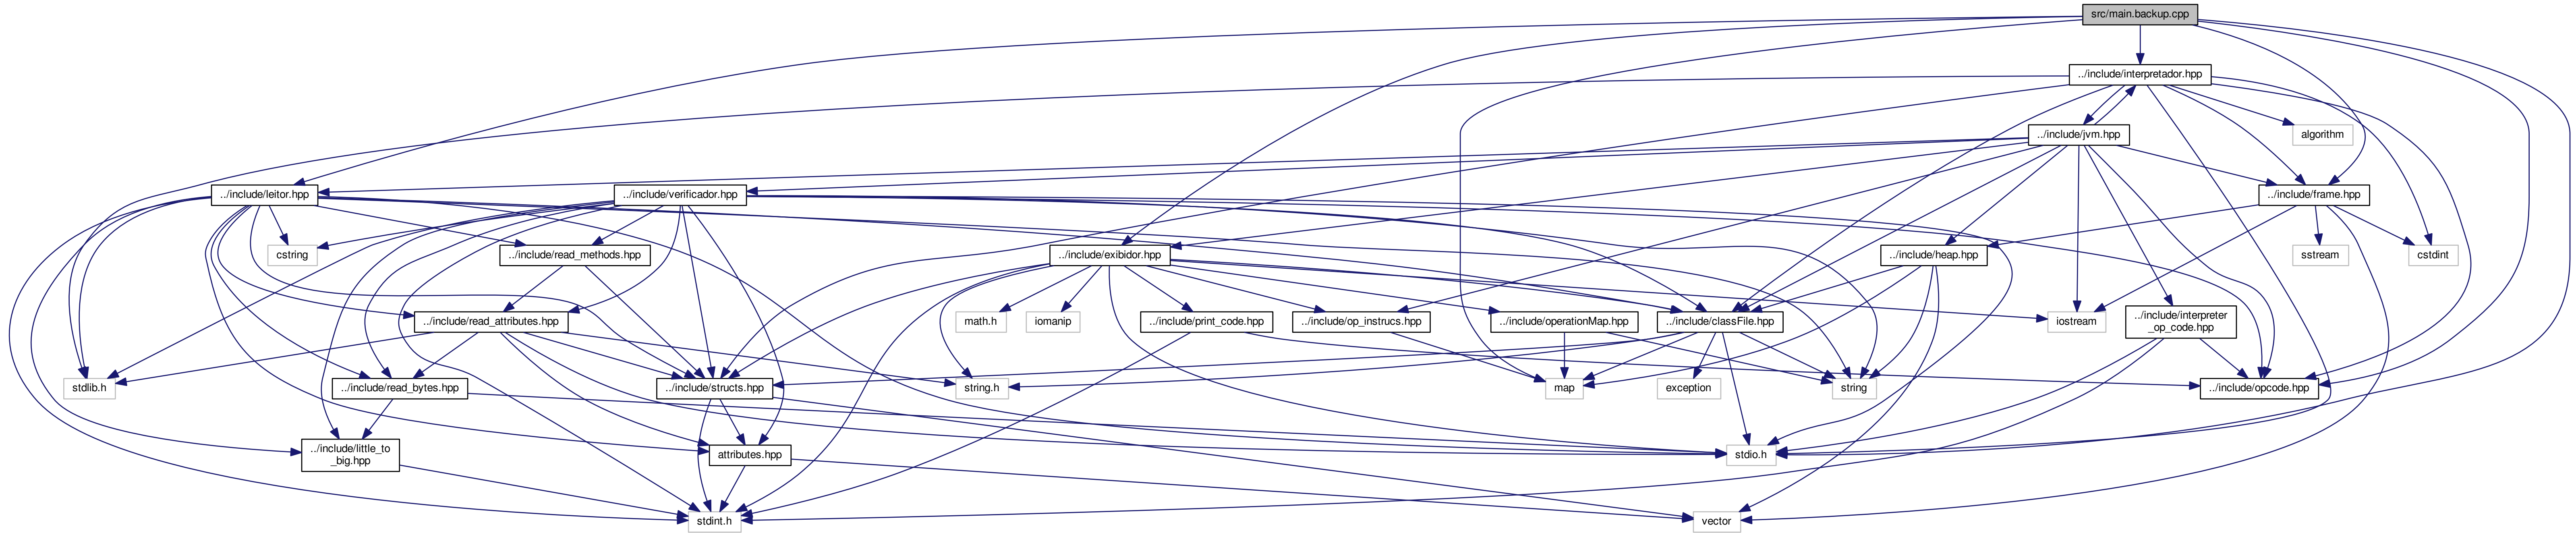 src/main.backup.cpp
../include/interpretador.hpp
../include/jvm.hpp
algorithm
../include/leitor.hpp
../include/verificador.hpp
../include/frame.hpp
cstring
../include/read_methods.hpp
../include/exibidor.hpp
../include/heap.hpp
sstream
cstdint
../include/read_attributes.hpp
math.h
iomanip
../include/print_code.hpp
../include/op_instrucs.hpp
../include/operationMap.hpp
../include/classFile.hpp
iostream
../include/interpreter
_op_code.hpp
stdlib.h
../include/read_bytes.hpp
../include/structs.hpp
string.h
map
exception
string
../include/opcode.hpp
../include/little_to
_big.hpp
attributes.hpp
stdio.h
stdint.h
vector